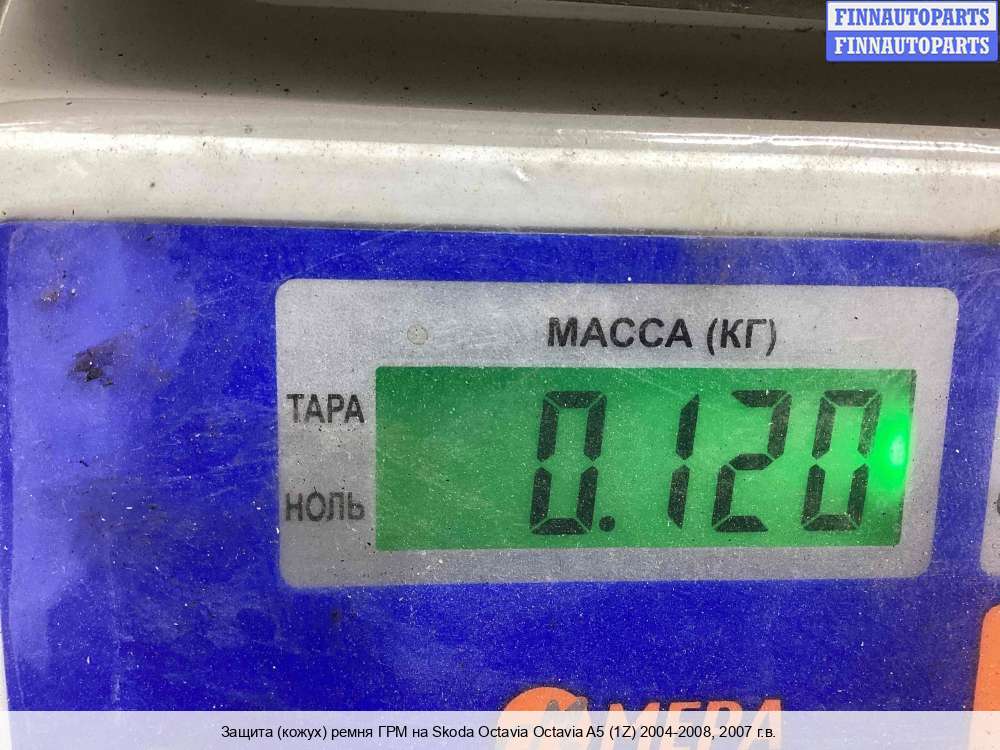 FINNAUTOPARTS
FINNAUTOPARTS
МАССА (КГ)
ТАРА
0.120
НОЛЬ
МЕРА
Защита (кожух) ремня ГРМ на Skoda Octavia Octavia A5 (1Z) 2004-2008, 2007 г.в.